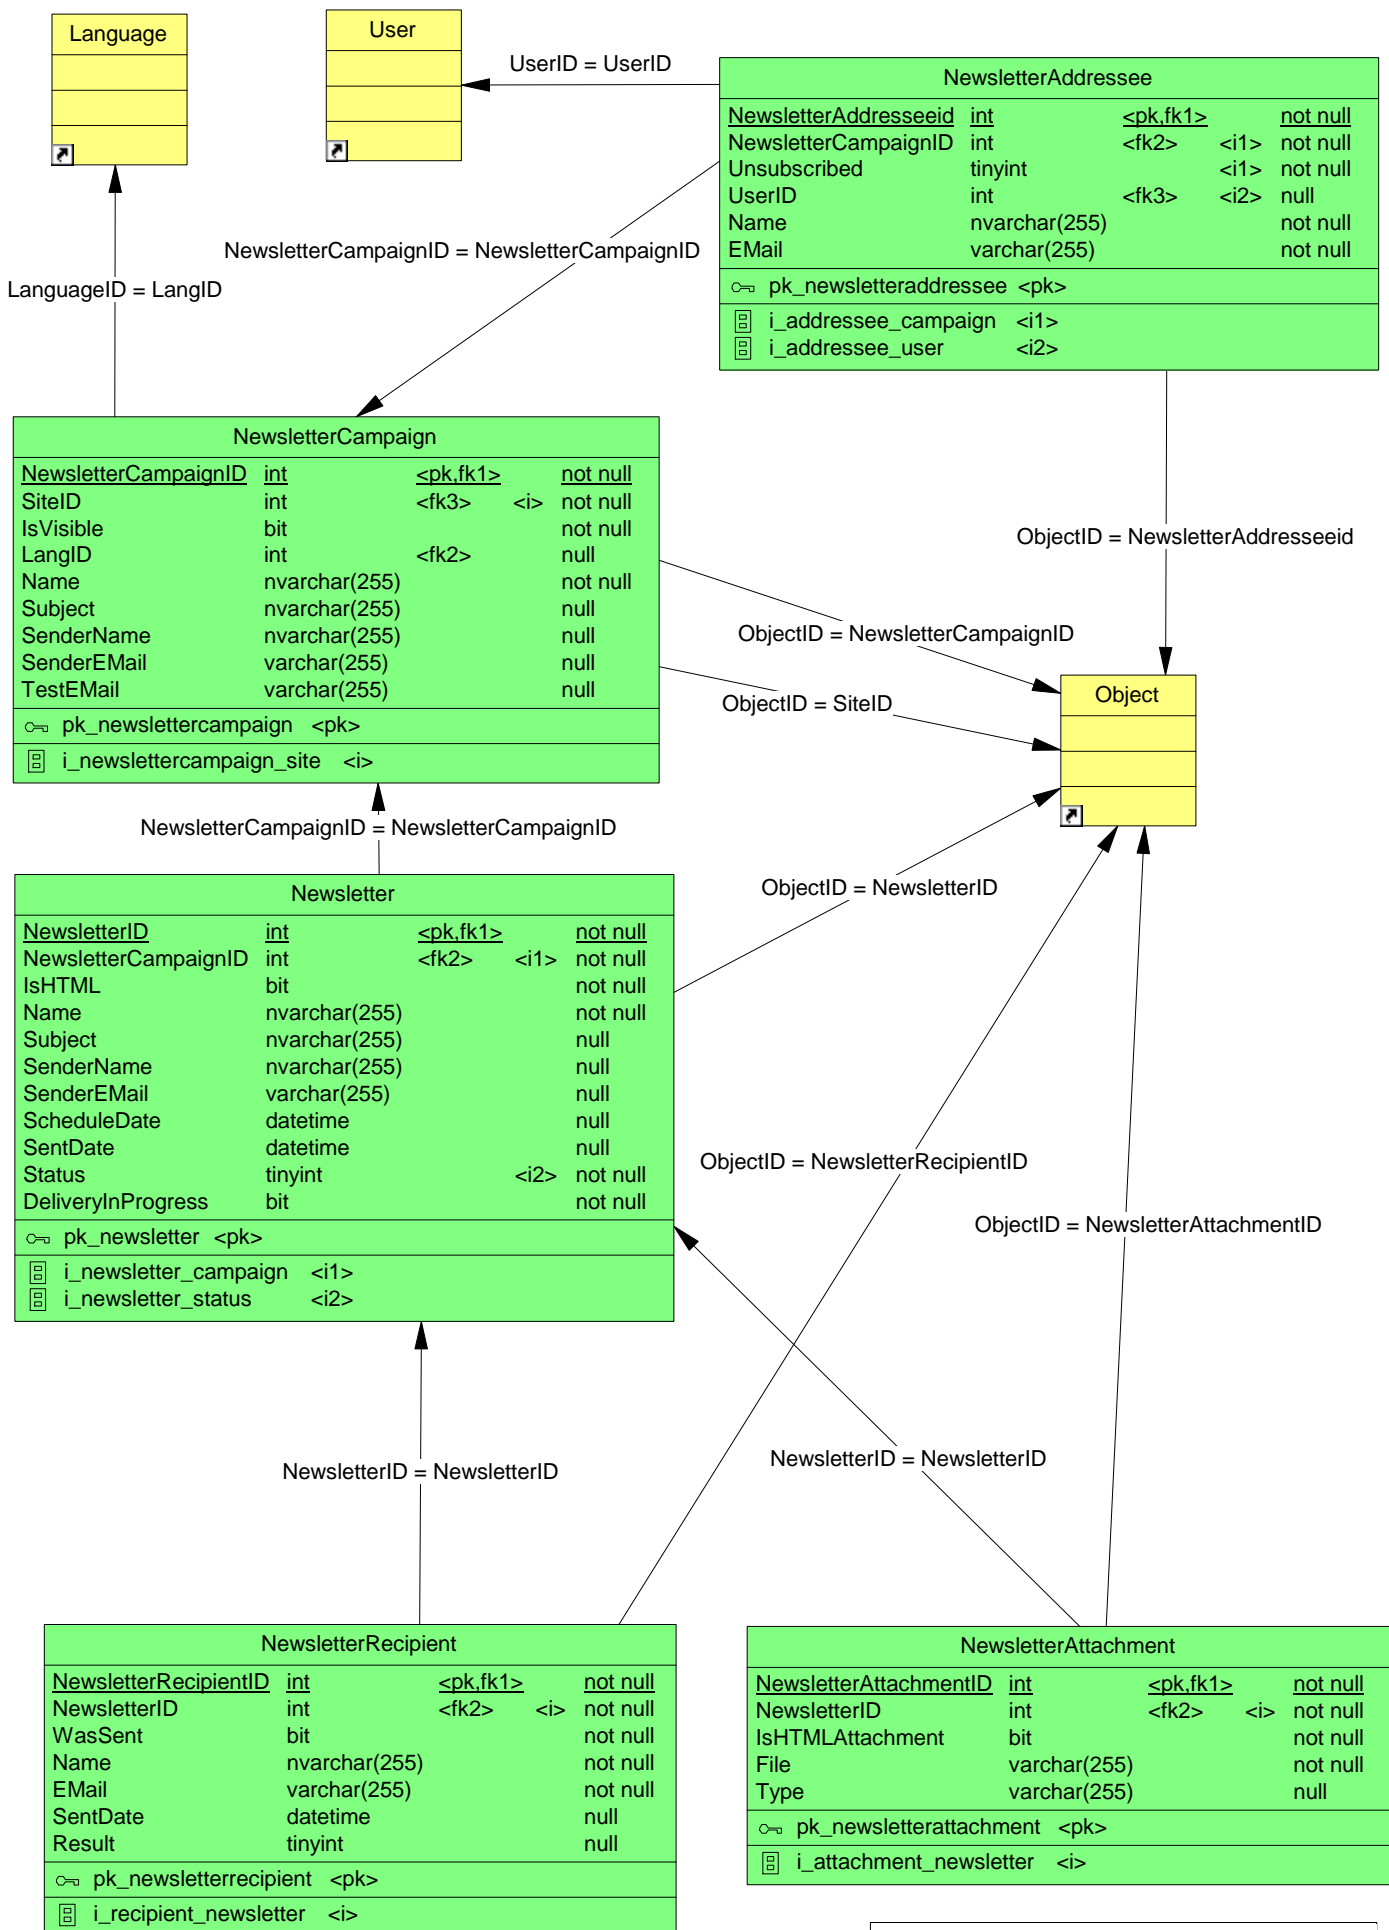 Language
User
UserID = UserID
NewsletterAddressee
NewsletterAddresseeid int <pk,fk1> not null
NewsletterCampaignID int <fk2> <i1> not null
Unsubscribed tinyint <i1> not null
UserID int <fk3> <i2> null
Name nvarchar(255) not null
EMail varchar(255) not null
pk_newsletteraddressee <pk>
i_addressee_campaign <i1>
i_addressee_user <i2>
NewsletterCampaignID = NewsletterCampaignID
LanguageID = LangID
NewsletterCampaign
NewsletterCampaignID int <pk,fk1> not null
SiteID int <fk3> <i> not null
IsVisible bit not null
LangID int <fk2> null
Name nvarchar(255) not null
Subject nvarchar(255) null
SenderName nvarchar(255) null
SenderEMail varchar(255) null
TestEMail varchar(255) null
pk_newslettercampaign <pk>
i_newslettercampaign_site <i>
ObjectID = NewsletterAddresseeid
ObjectID = NewsletterCampaignID
ObjectID = SiteID
Object
NewsletterCampaignID = NewsletterCampaignID
Newsletter
NewsletterID int <pk,fk1> not null
NewsletterCampaignID int <fk2> <i1> not null
IsHTML bit not null
Name nvarchar(255) not null
Subject nvarchar(255) null
SenderName nvarchar(255) null
SenderEMail varchar(255) null
ScheduleDate datetime null
SentDate datetime null
Status tinyint <i2> not null
DeliveryInProgress bit not null
pk_newsletter <pk>
i_newsletter_campaign <i1>
i_newsletter_status <i2>
ObjectID = NewsletterID
ObjectID = NewsletterRecipientID
ObjectID = NewsletterAttachmentID
NewsletterID = NewsletterID
NewsletterID = NewsletterID
NewsletterRecipient
NewsletterRecipientID int <pk,fk1> not null
NewsletterID int <fk2> <i> not null
WasSent bit not null
Name nvarchar(255) not null
EMail varchar(255) not null
SentDate datetime null
Result tinyint null
pk_newsletterrecipient <pk>
i_recipient_newsletter <i>
NewsletterAttachment
NewsletterAttachmentID int <pk,fk1> not null
NewsletterID int <fk2> <i> not null
IsHTMLAttachment bit not null
File varchar(255) not null
Type varchar(255) null
pk_newsletterattachment <pk>
i_attachment_newsletter <i>